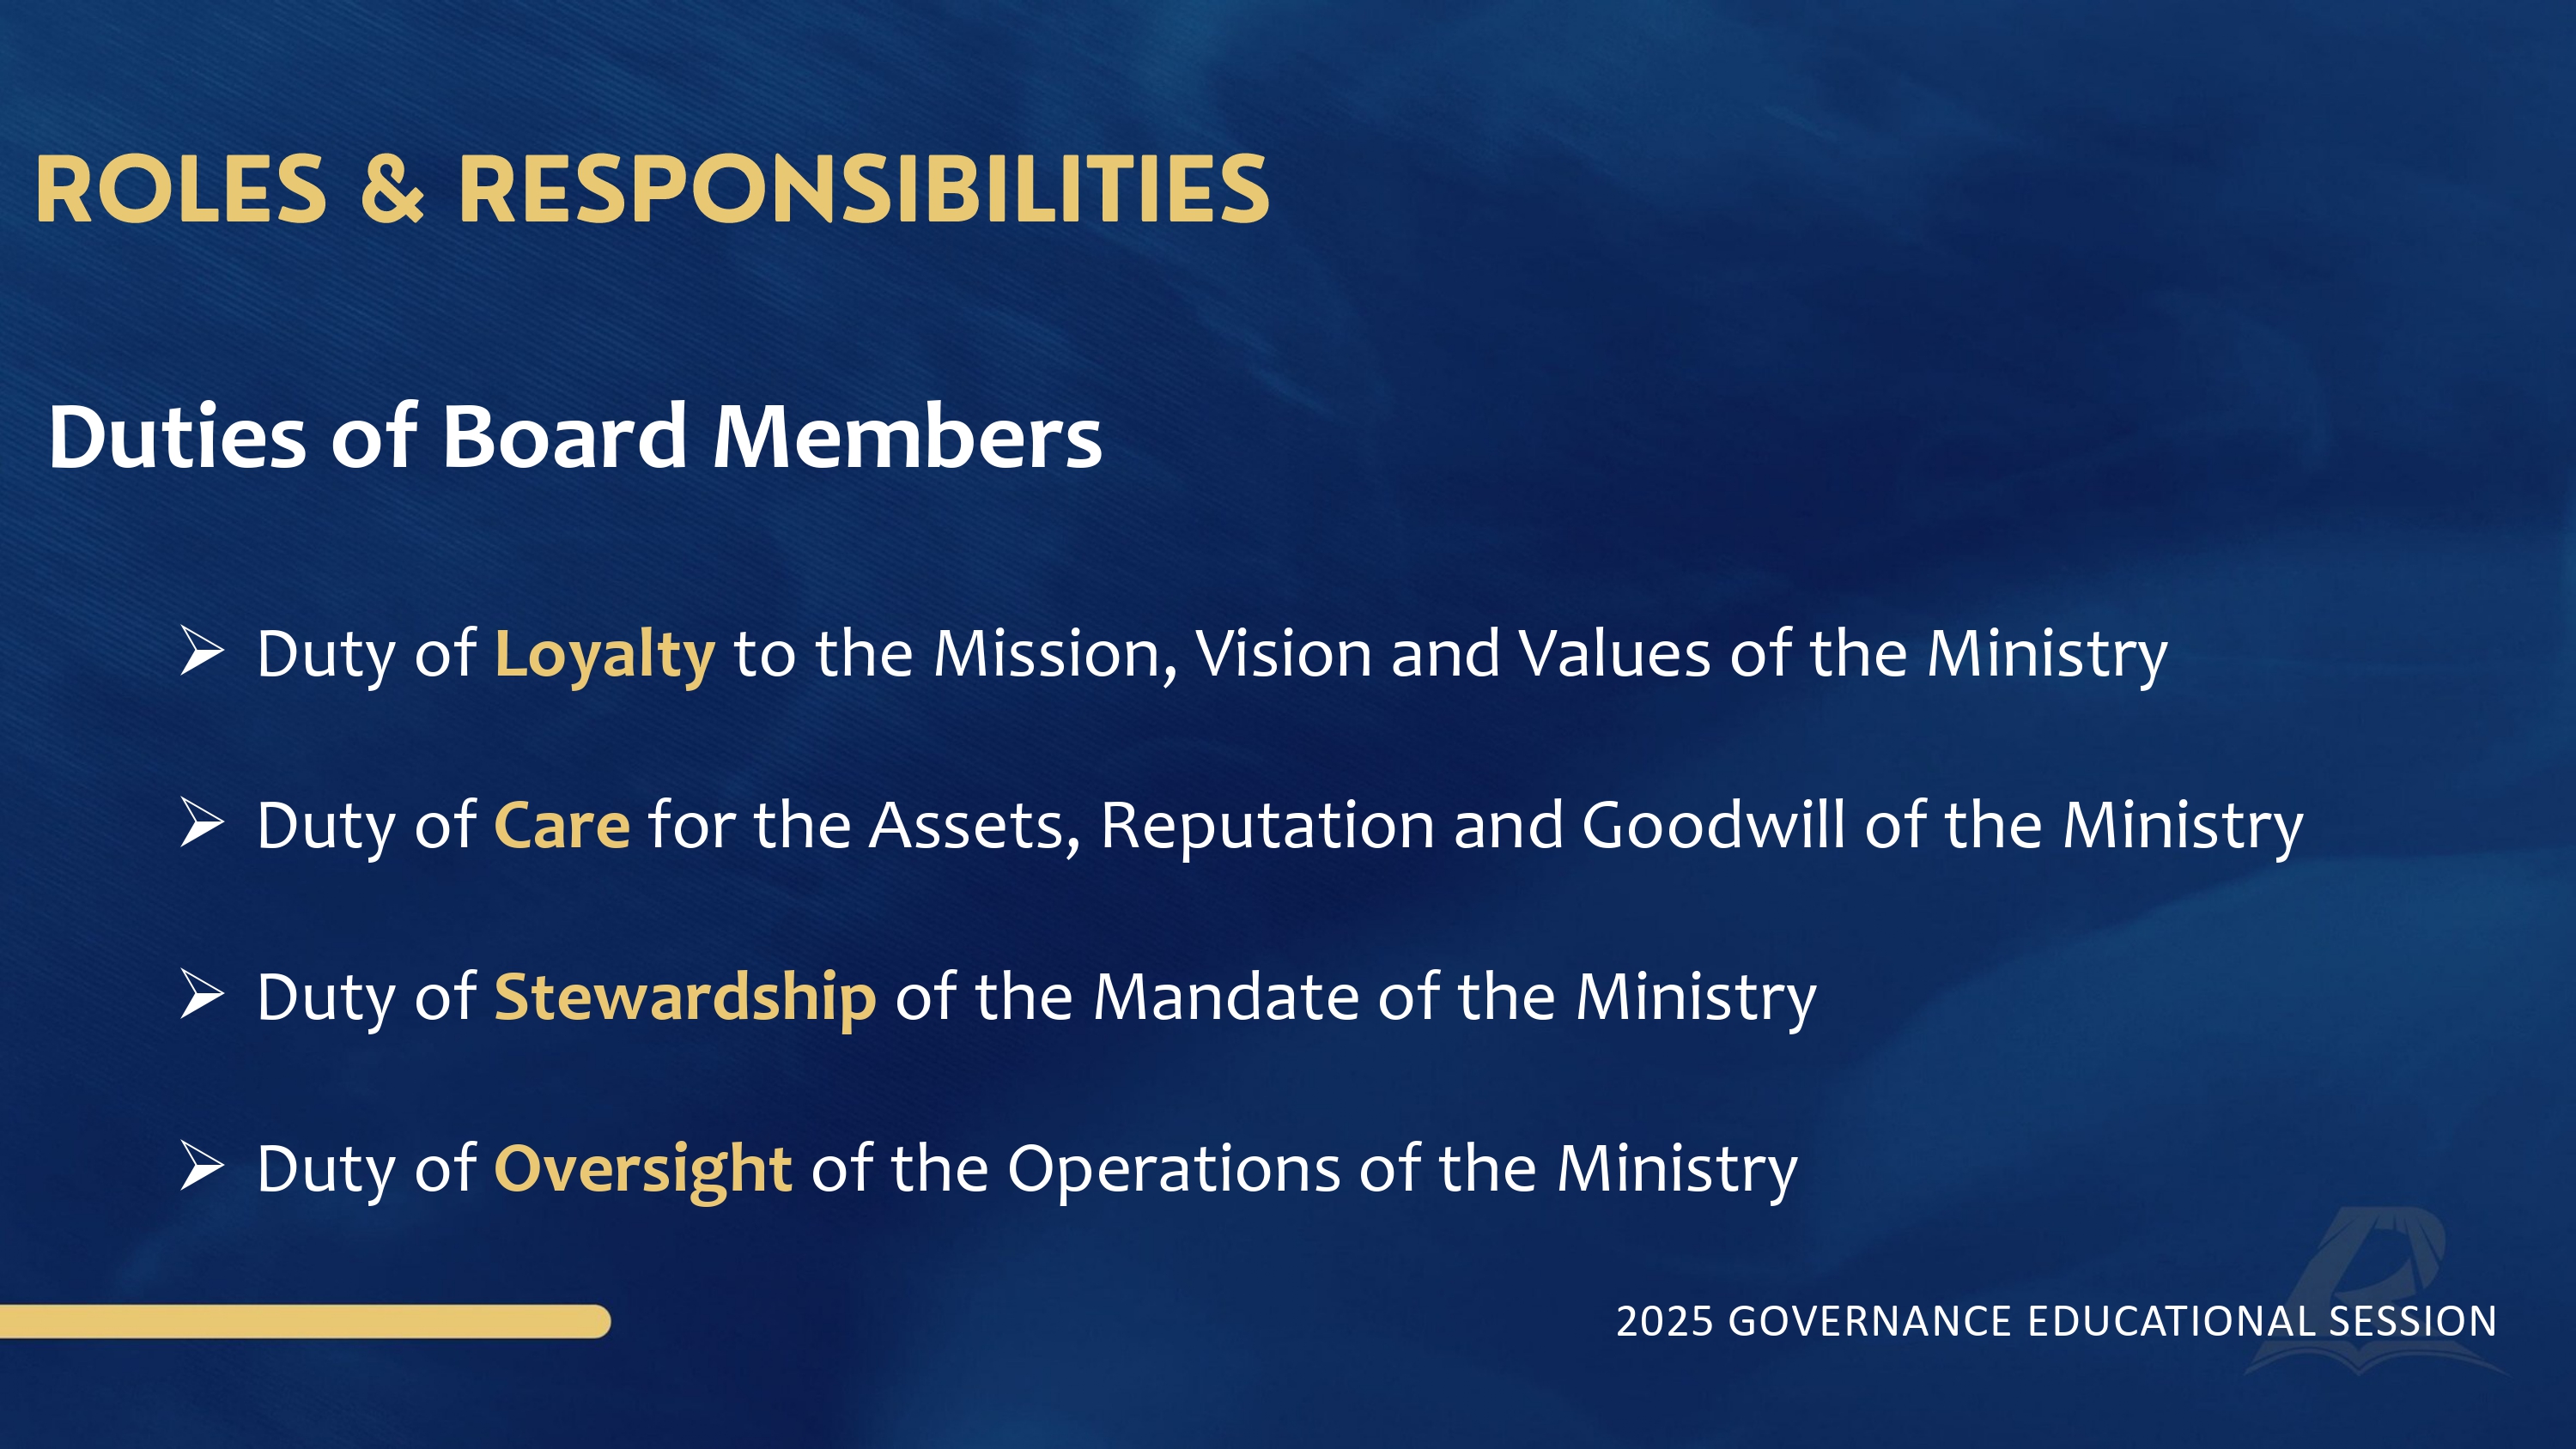 ROLES & RESPONSIBILITIES
Duties of Board Members
➢ Duty of Loyalty to the Mission, Vision and Values of the Ministry
➢ Duty of Care for the Assets, Reputation and Goodwill of the Ministry
➢ Duty of Stewardship of the Mandate of the Ministry
➢ Duty of Oversight of the Operations of the Ministry
2025 GOVERNANCE EDUCATIONAL SESSION